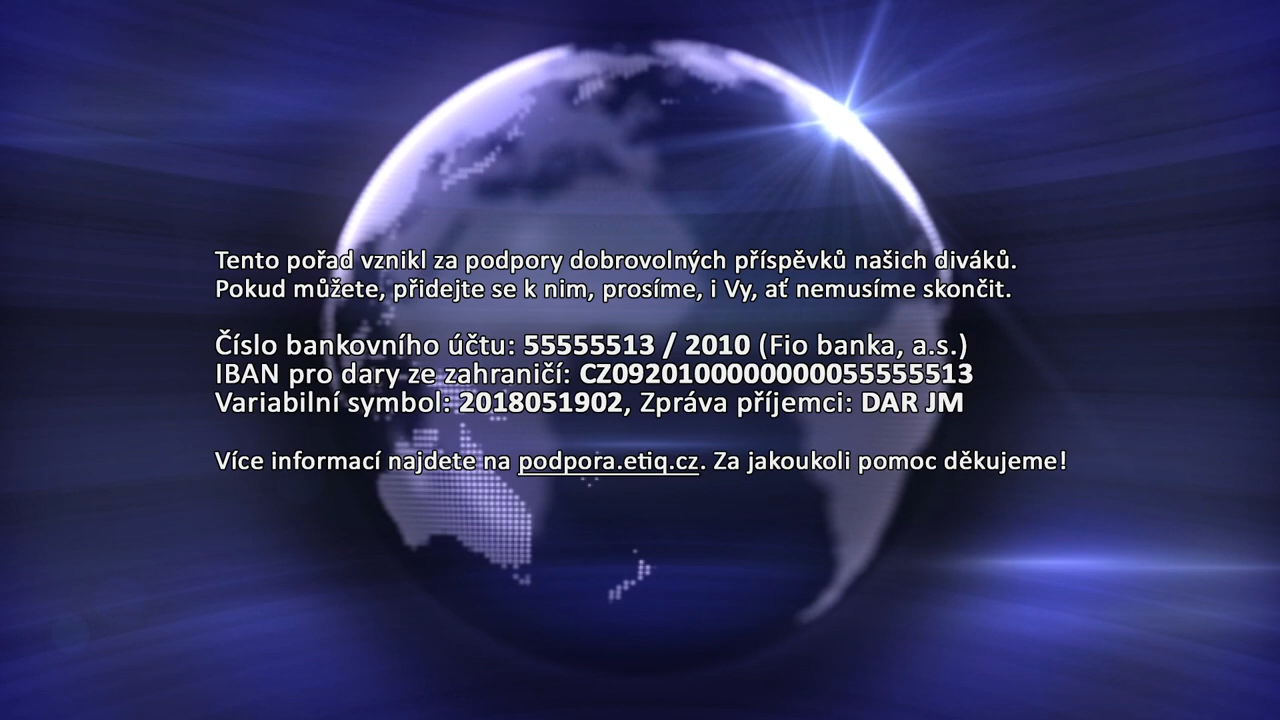 Tento pořad vznikl za podpory dobrovolných příspěvků našich diváků.
Pokud můžete, přidejte se k nim, prosíme, i Vy, ať nemusíme skončit.
Číslo bankovního účtu: 55555513 / 2010 (Fio banka, a.s.)
IBAN pro dary ze zahraničí: CZ0920100000000055555513
Variabilní symbol: 2018051902, Zpráva příjemci: DAR JM
Více informací najdete na podpora.etiq.cz. Za jakoukoli pomoc děkujeme!